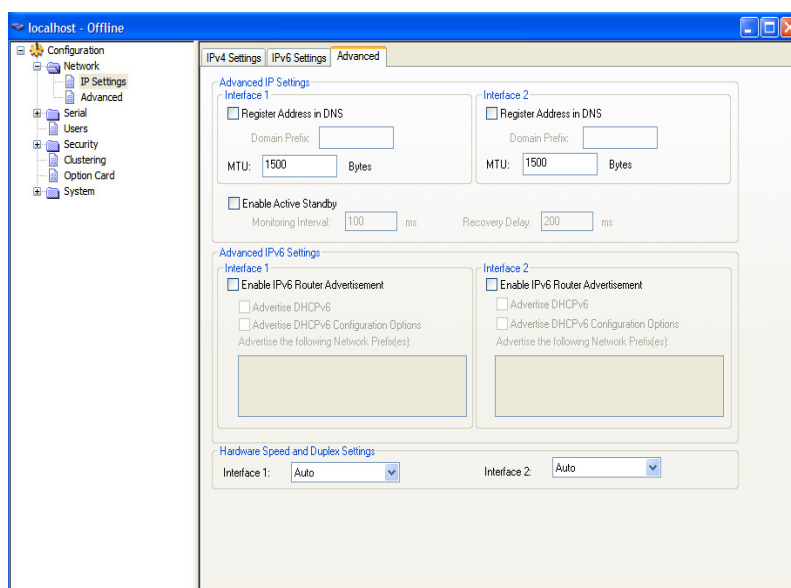 localhost - Offline
Configuration
Network
IP Settings
Advanced
Serial
Users
Security
Clustering
Option Card
System
IPv4 Settings IPv6 Settings Advanced
Advanced IP Settings
Interface 1 Interface 2
Register Address in DNS Register Address in DNS
Domain Prefix: Domain Prefix:
MTU: 1500 Bytes MTU: 1500 Bytes
Enable Active Standby
Monitoring Interval: 100 ms Recovery Delay: 200 ms
Advanced IPv6 Settings
Interface 1 Interface 2
Enable IPv6 Router Advertisement Enable IPv6 Router Advertisement
Advertise DHCPv6 Advertise DHCPv6
Advertise DHCPv6 Configuration Options Advertise DHCPv6 Configuration Options
Advertise the following Network Prefix(es): Advertise the following Network Prefix(es):
Hardware Speed and Duplex Settings
Interface 1: Auto Interface 2: Auto